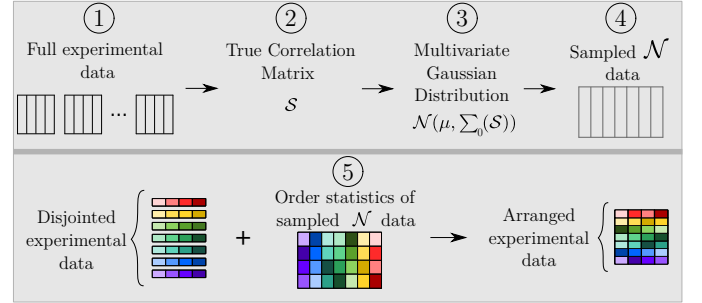 1
Full experimental
data
...
2
True Correlation
Matrix
𝒮
3
Multivariate
Gaussian
Distribution
𝒩(μ, ∑₀(𝒮))
4
Sampled 𝒩
data
5
Disjointed
experimental
data
+
Order statistics of
sampled 𝒩 data
Arranged
experimental
data